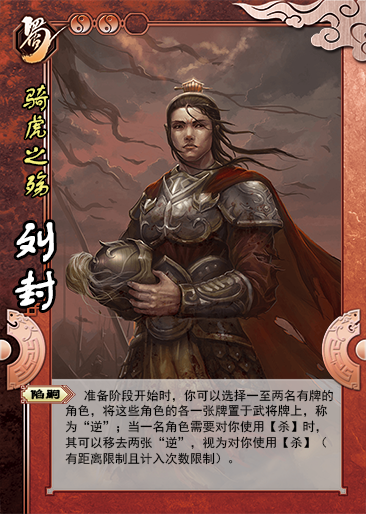 蜀
骑虎之殇
刘封
陷嗣
准备阶段开始时，你可以选择一至两名有牌的
角色，将这些角色的各一张牌置于武将牌上，称
为“逆”；当一名角色需要对你使用【杀】时，
其可以移去两张“逆”，视为对你使用【杀】（
有距离限制且计入次数限制）。